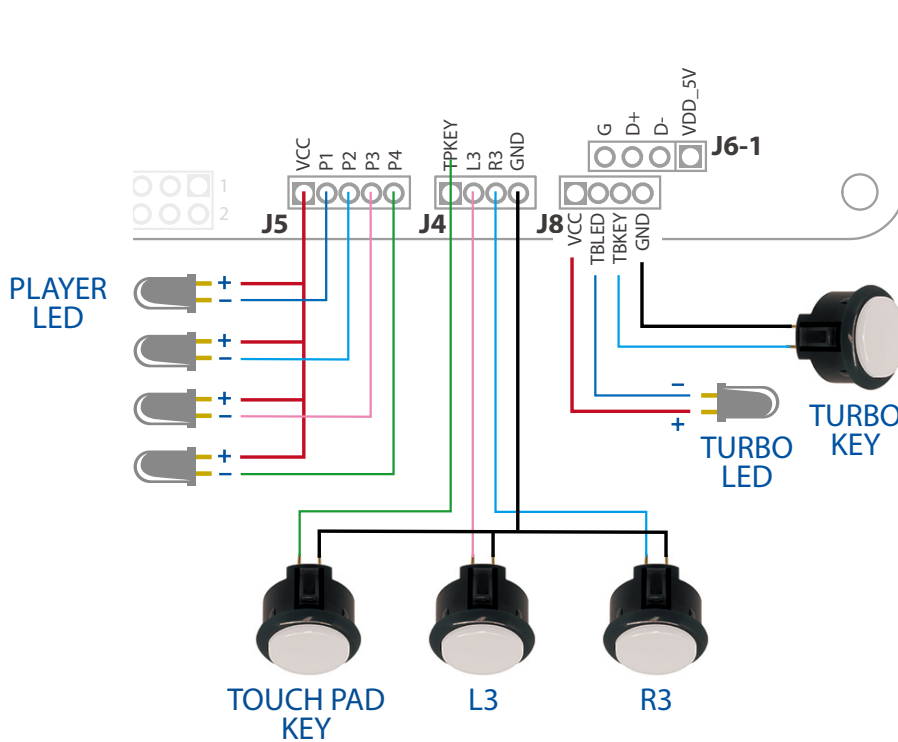 G
D+
D-
VDD_5V
J6-1
VCC
P1
P2
P3
P4
TPKEY
L3
R3
GND
1
2
J5
J4
J8
VCC
TBLED
TBKEY
GND
PLAYER
LED
+
−
+
−
+
−
+
−
−
+
TURBO
LED
TURBO
KEY
TOUCH PAD
KEY
L3
R3